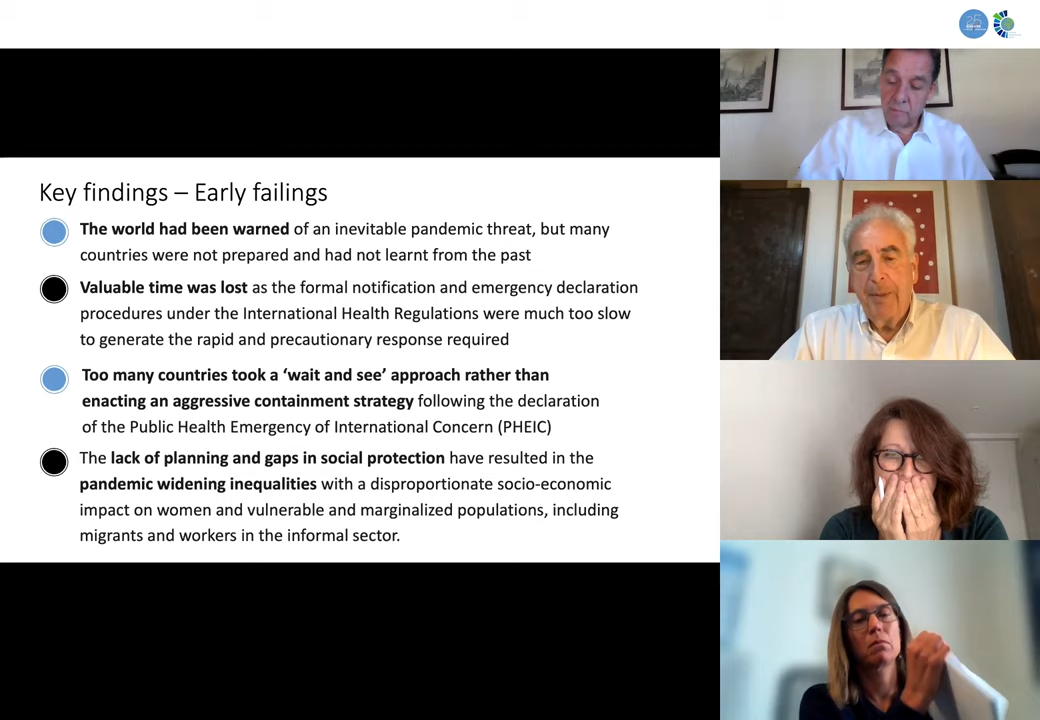 25
Key findings – Early failings
The world had been warned of an inevitable pandemic threat, but many
countries were not prepared and had not learnt from the past
Valuable time was lost as the formal notification and emergency declaration
procedures under the International Health Regulations were much too slow
to generate the rapid and precautionary response required
Too many countries took a ‘wait and see’ approach rather than
enacting an aggressive containment strategy following the declaration
of the Public Health Emergency of International Concern (PHEIC)
The lack of planning and gaps in social protection have resulted in the
pandemic widening inequalities with a disproportionate socio-economic
impact on women and vulnerable and marginalized populations, including
migrants and workers in the informal sector.